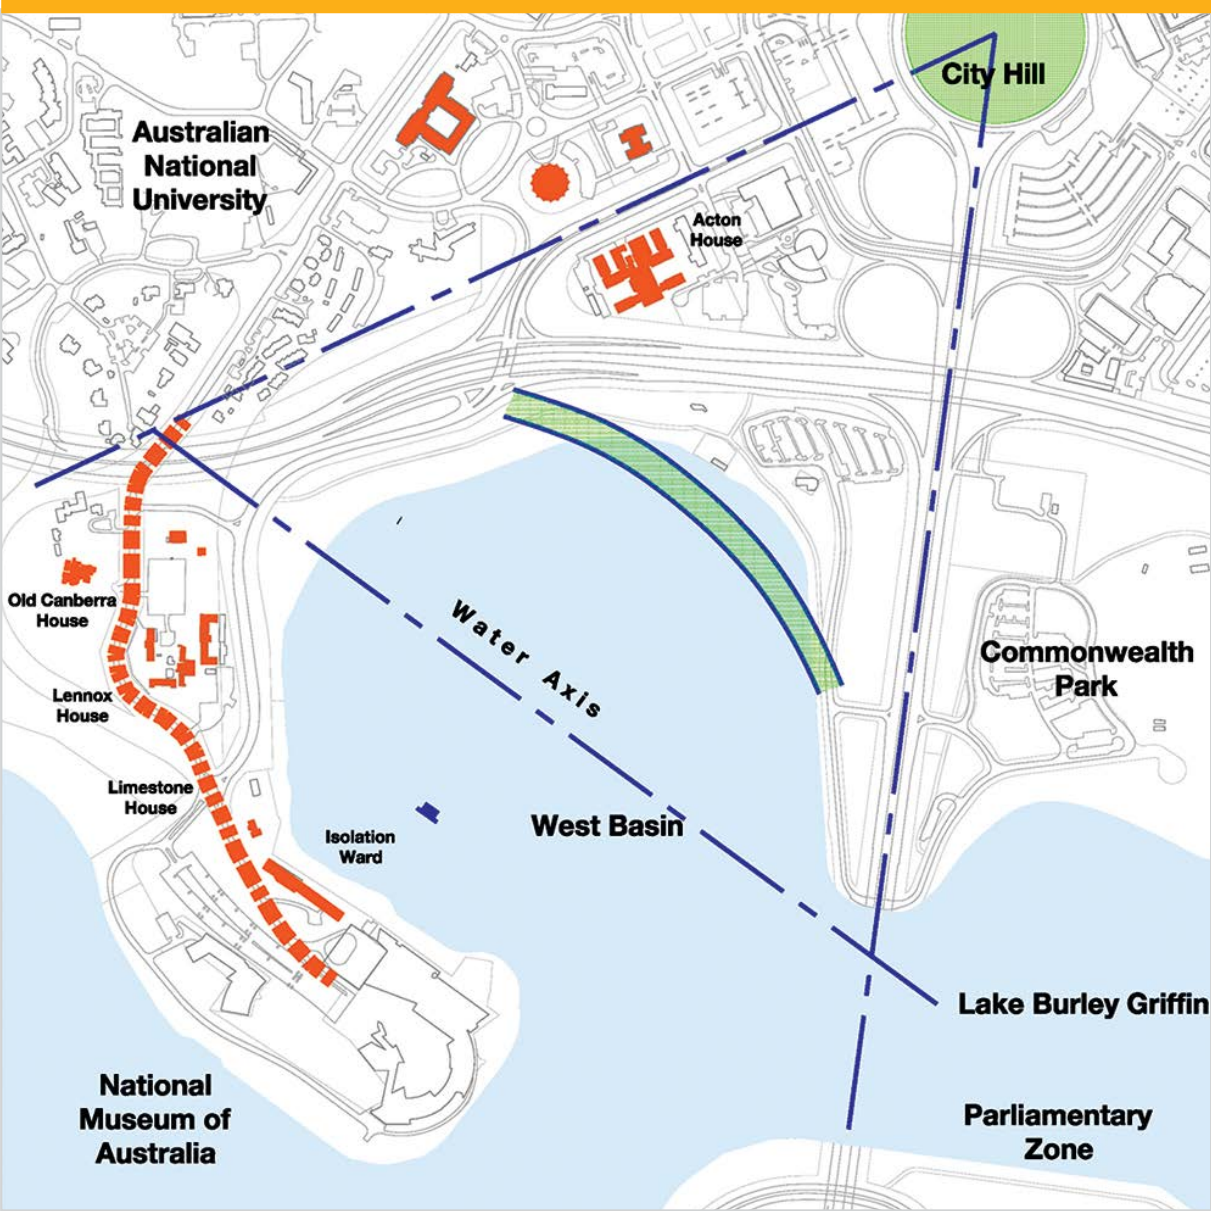 City Hill
Australian
National
University
Acton
House
Old Canberra
House
Water Axis
Commonwealth
Park
Lennox
House
Limestone
House
Isolation
Ward
West Basin
Lake Burley Griffin
National
Museum of
Australia
Parliamentary
Zone